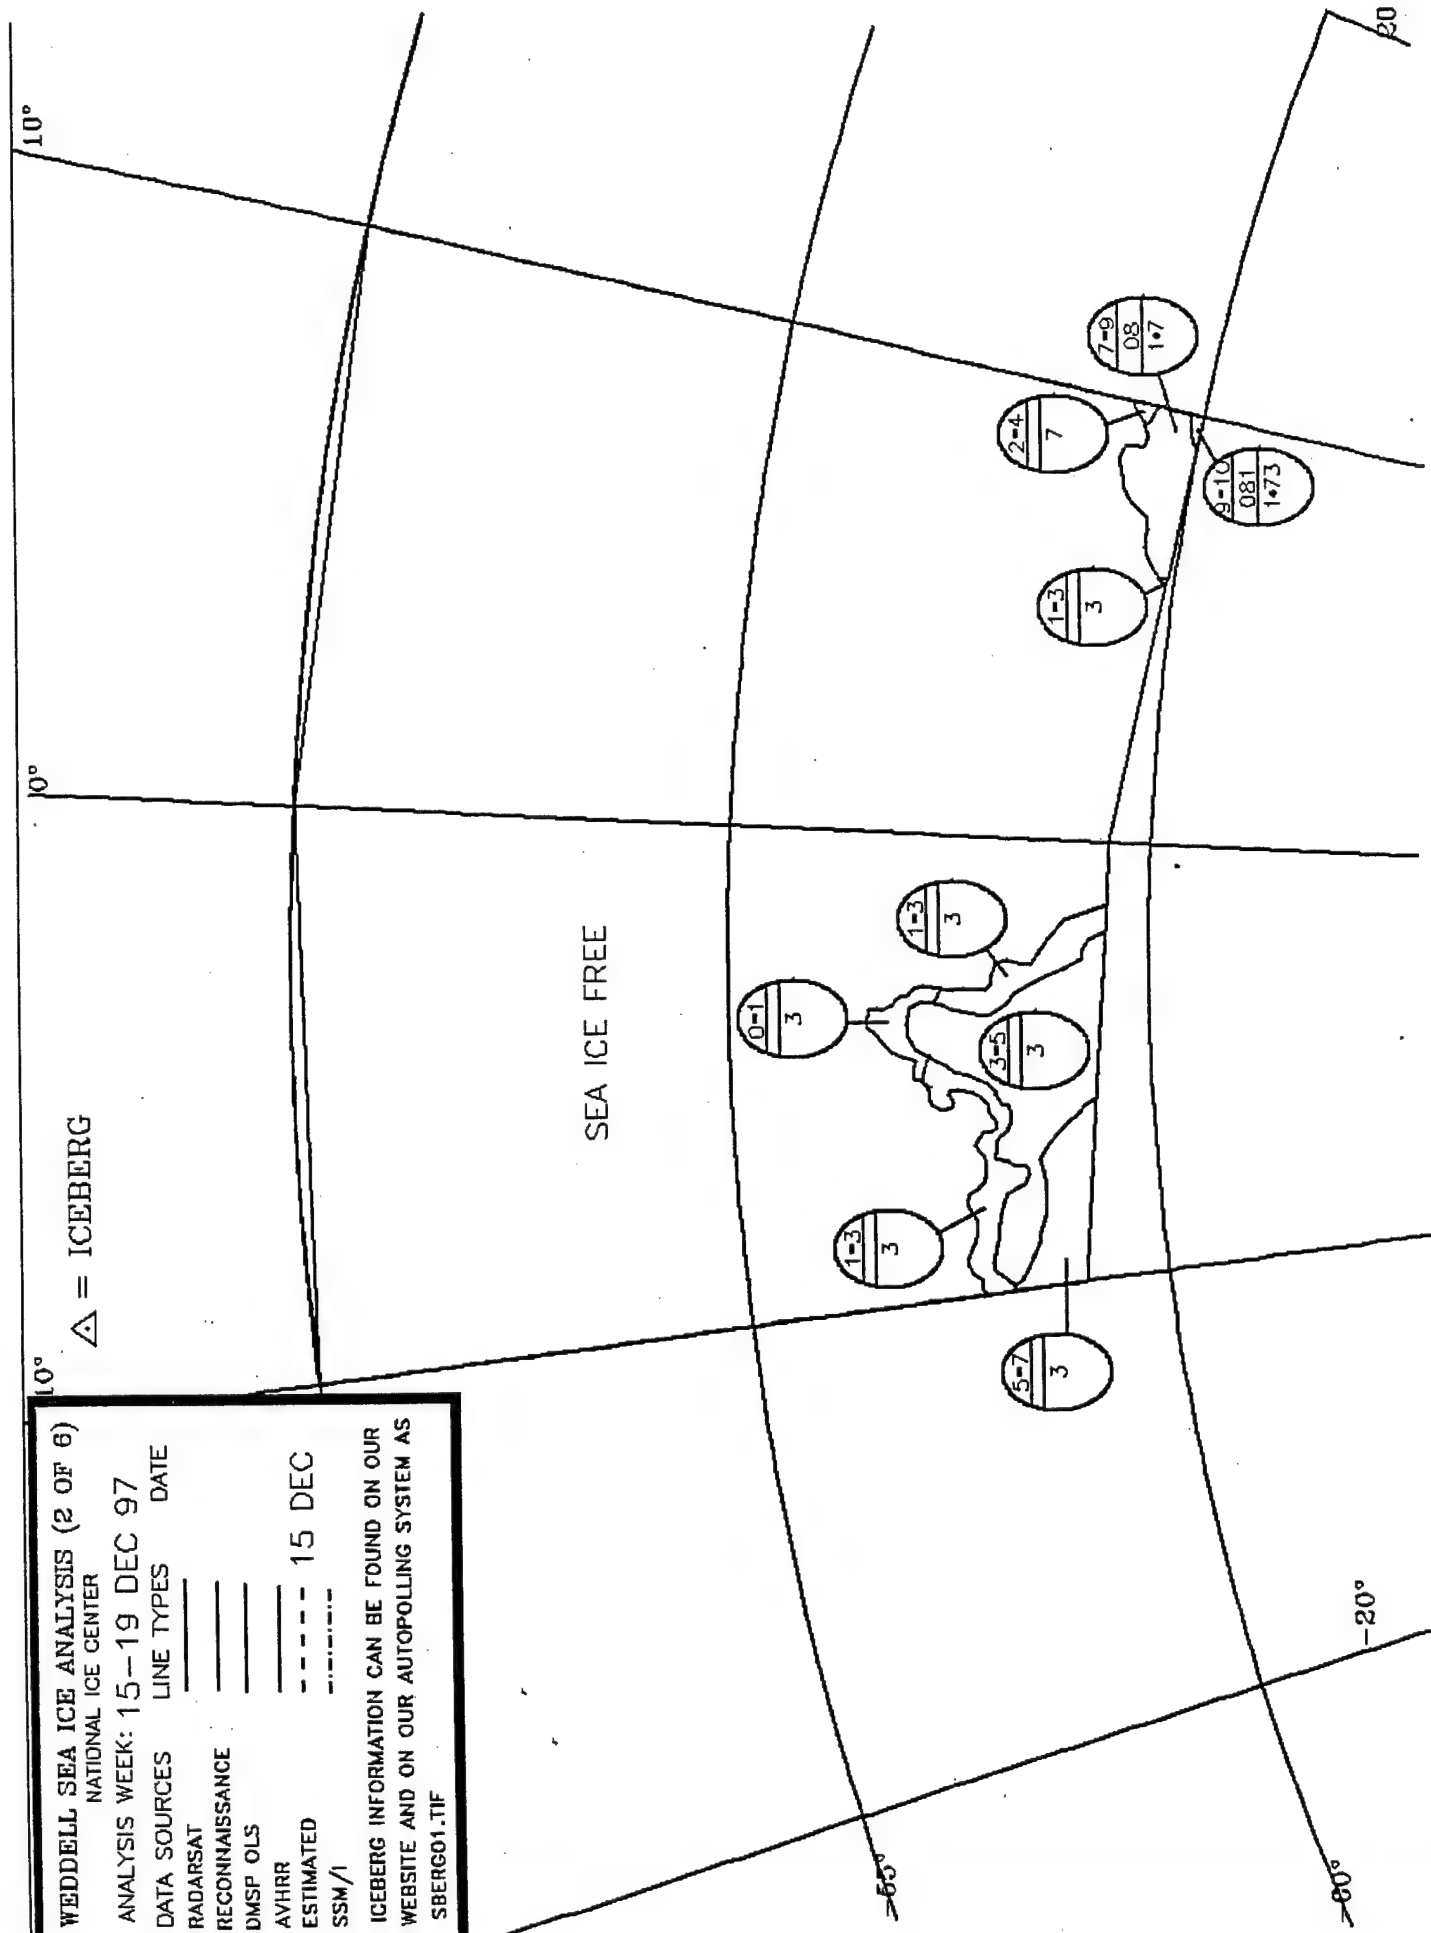 WEDDELL SEA ICE ANALYSIS (2 OF 6)
NATIONAL ICE CENTER
ANALYSIS WEEK: 15-19 DEC 97
DATA SOURCES LINE TYPES DATE
RADARSAT
RECONNAISSANCE
DMSP OLS
AVHRR
ESTIMATED 15 DEC
SSM/I
ICEBERG INFORMATION CAN BE FOUND ON OUR
WEBSITE AND ON OUR AUTOPOLLING SYSTEM AS
SBERG01.TIF
10°
= ICEBERG
0°
10°
SEA ICE FREE
0-1
3
1-3
3
1-3
3
3-5
3
5-7
3
1-3
3
2-4
7
7-9
08
1•7
9-10
081
1•73
-55°
-60°
-20°
20